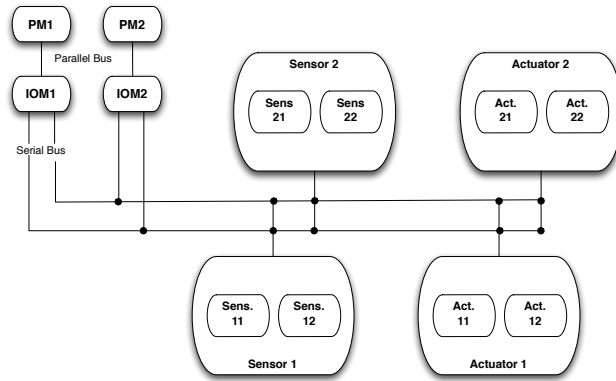 PM1
PM2
Parallel Bus
IOM1
IOM2
Serial Bus
Sensor 2
Sens
21
Sens
22
Actuator 2
Act.
21
Act.
22
Sens.
11
Sens.
12
Sensor 1
Act.
11
Act.
12
Actuator 1